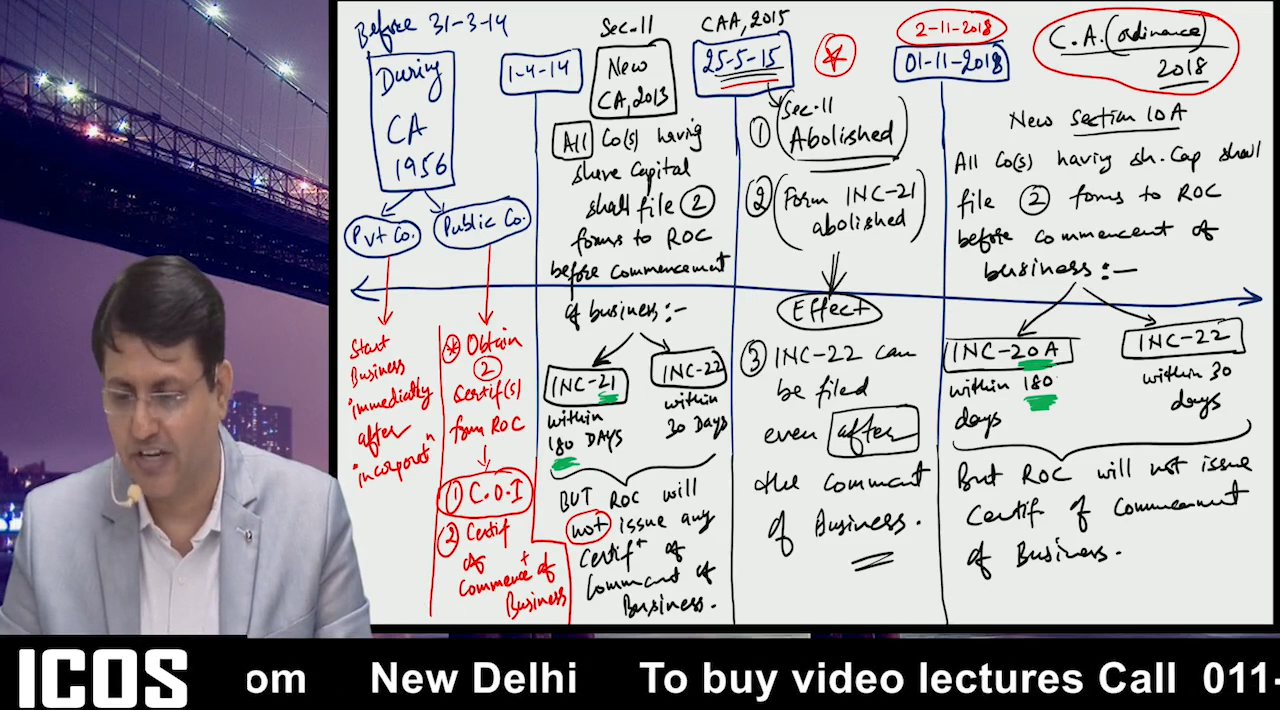 Before 31-3-14
During
CA
1956
Pvt Co.
Public Co.
Start
Business
immediately
after
incorporatⁿ
* Obtain
2
Certif(s)
from ROC
① C.O.I
② Certif
of
Commence+ of
Business
1-4-14
Sec.11
New
CA, 2013
All Co(s) having
share Capital
shall file ②
forms to ROC
before commencement
of business :-
INC-21
within
180 DAYS
INC-22
within
30 DAYS
BUT ROC will
not issue any
Certif+ of
Commant of
Business.
CAA, 2015
25-5-15
① Sec.11
Abolished
② Form INC-21
abolished
Effect
③ INC-22 can
be filed
even after
the Commant
of Business.
2-11-2018
01-11-2018
C.A. (ordinance)
2018
New Section 10A
All Co(s) having sh. Cap shall
file ② forms to ROC
before commencent of
business :-
INC-20A
within 180
days
INC-22
within 30
days
But ROC will not issue
Certif of Commencement
of Business.
ICOS
om New Delhi To buy video lectures Call 011-